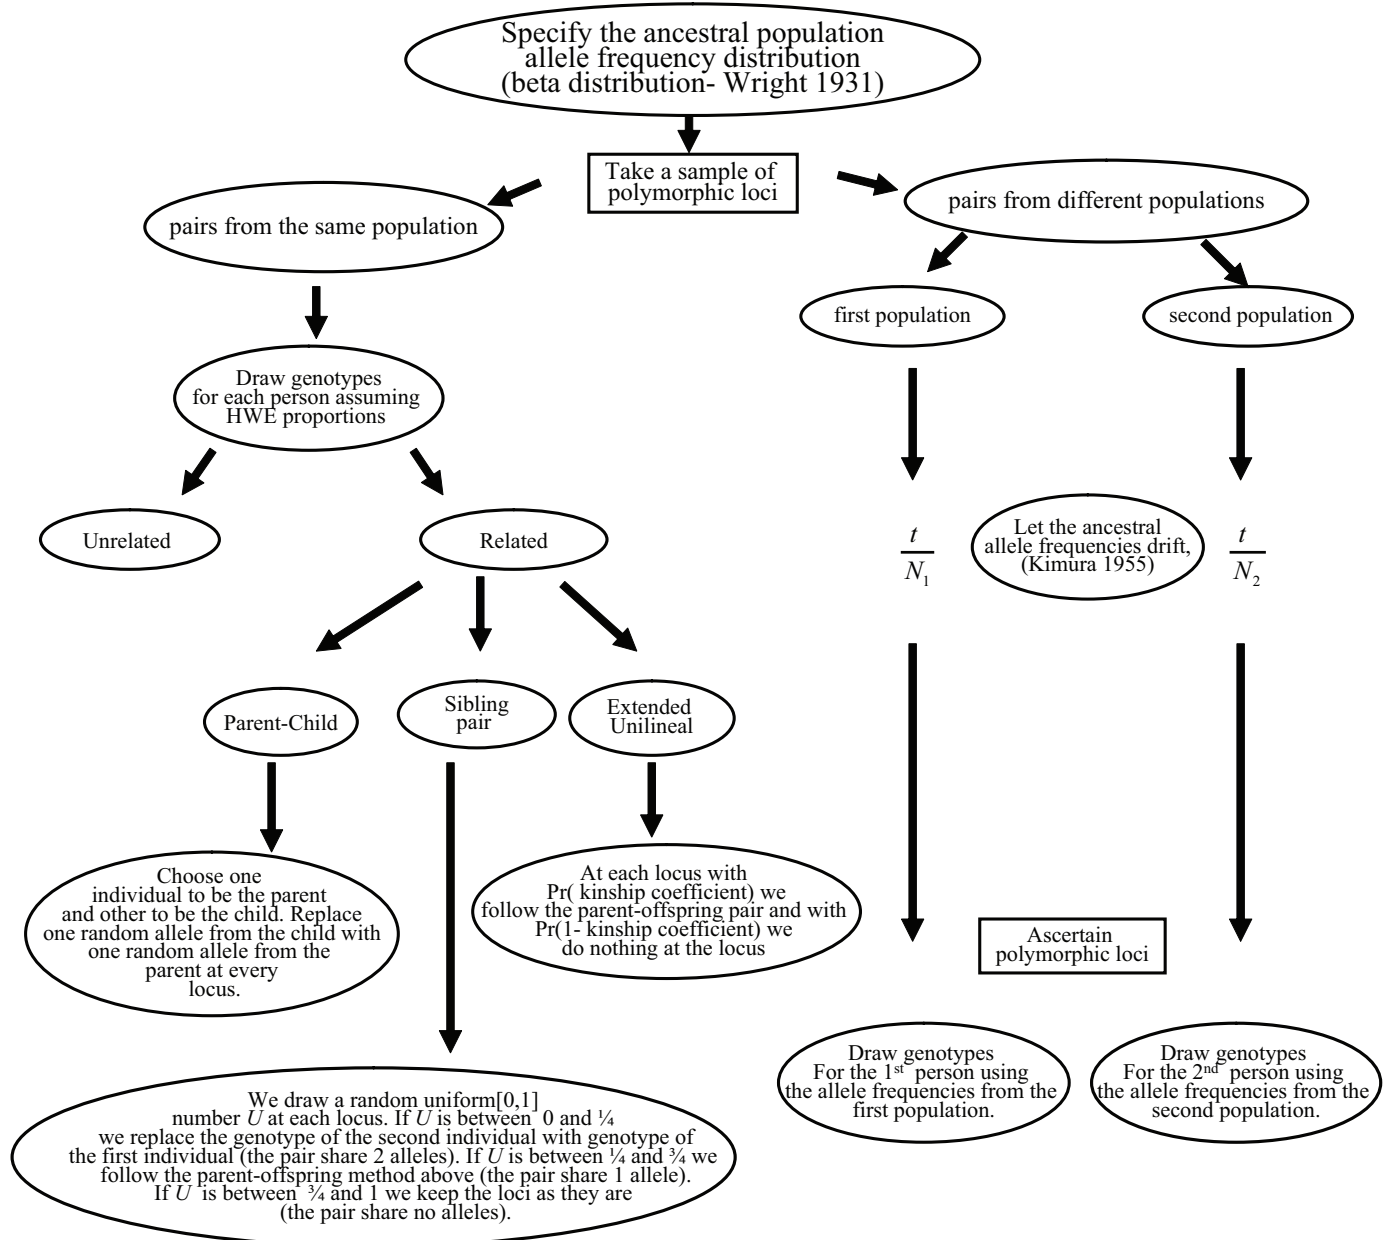 Specify the ancestral population
allele frequency distribution
(beta distribution- Wright 1931)
Take a sample of
polymorphic loci
pairs from the same population
pairs from different populations
first population
second population
Draw genotypes
for each person assuming
HWE proportions
Unrelated
Related
t
N1
Let the ancestral
allele frequencies drift,
(Kimura 1955)
t
N2
Parent-Child
Sibling
pair
Extended
Unilineal
Choose one
individual to be the parent
and other to be the child. Replace
one random allele from the child with
one random allele from the
parent at every
locus.
At each locus with
Pr( kinship coefficient) we
follow the parent-offspring pair and with
Pr(1- kinship coefficient) we
do nothing at the locus
Ascertain
polymorphic loci
Draw genotypes
For the 1st person using
the allele frequencies from the
first population.
Draw genotypes
For the 2nd person using
the allele frequencies from the
second population.
We draw a random uniform[0,1]
number U at each locus. If U is between 0 and ¼
we replace the genotype of the second individual with genotype of
the first individual (the pair share 2 alleles). If U is between ¼ and ¾ we
follow the parent-offspring method above (the pair share 1 allele).
If U is between ¾ and 1 we keep the loci as they are
(the pair share no alleles).